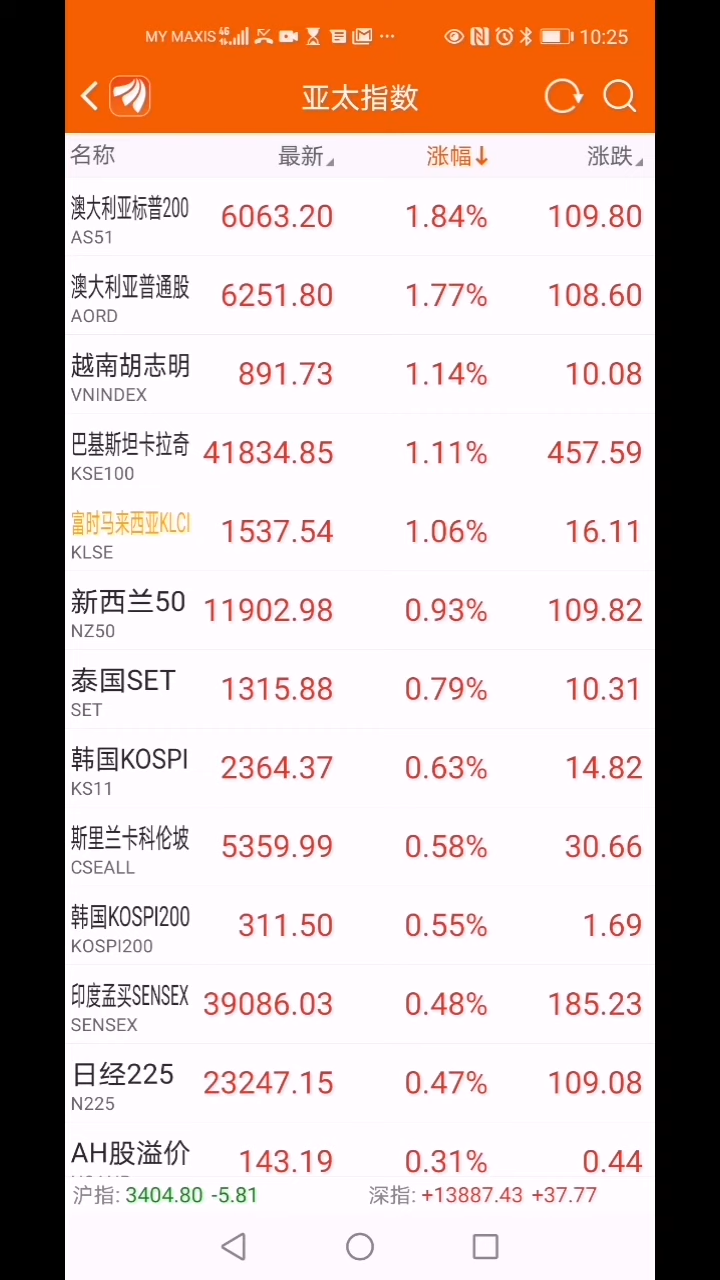 MY MAXIS 4G 10:25
亚太指数
名称 最新 涨幅↓ 涨跌
澳大利亚标普200 6063.20 1.84% 109.80
AS51
澳大利亚普通股 6251.80 1.77% 108.60
AORD
越南胡志明 891.73 1.14% 10.08
VNINDEX
巴基斯坦卡拉奇 41834.85 1.11% 457.59
KSE100
富时马来西亚KLCI 1537.54 1.06% 16.11
KLSE
新西兰50 11902.98 0.93% 109.82
NZ50
泰国SET 1315.88 0.79% 10.31
SET
韩国KOSPI 2364.37 0.63% 14.82
KS11
斯里兰卡科伦坡 5359.99 0.58% 30.66
CSEALL
韩国KOSPI200 311.50 0.55% 1.69
KOSPI200
印度孟买SENSEX 39086.03 0.48% 185.23
SENSEX
日经225 23247.15 0.47% 109.08
N225
AH股溢价 143.19 0.31% 0.44
沪指: 3404.80 -5.81 深指: +13887.43 +37.77